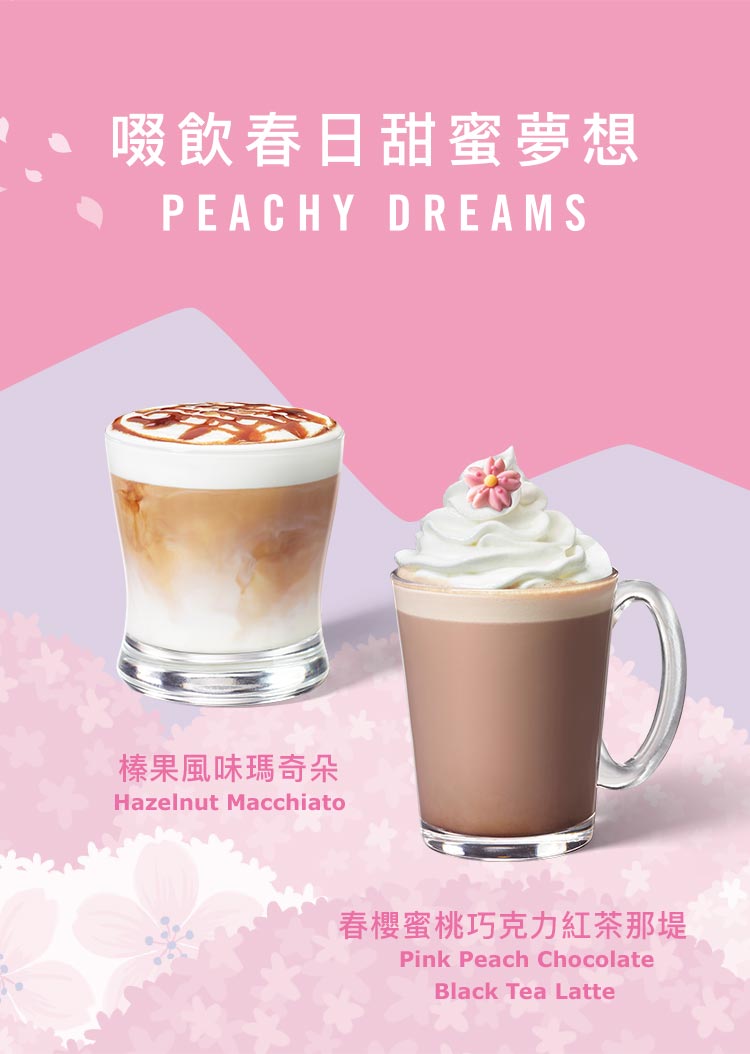 啜飲春日甜蜜夢想
PEACHY DREAMS
榛果風味瑪奇朵
Hazelnut Macchiato
春櫻蜜桃巧克力紅茶那堤
Pink Peach Chocolate
Black Tea Latte